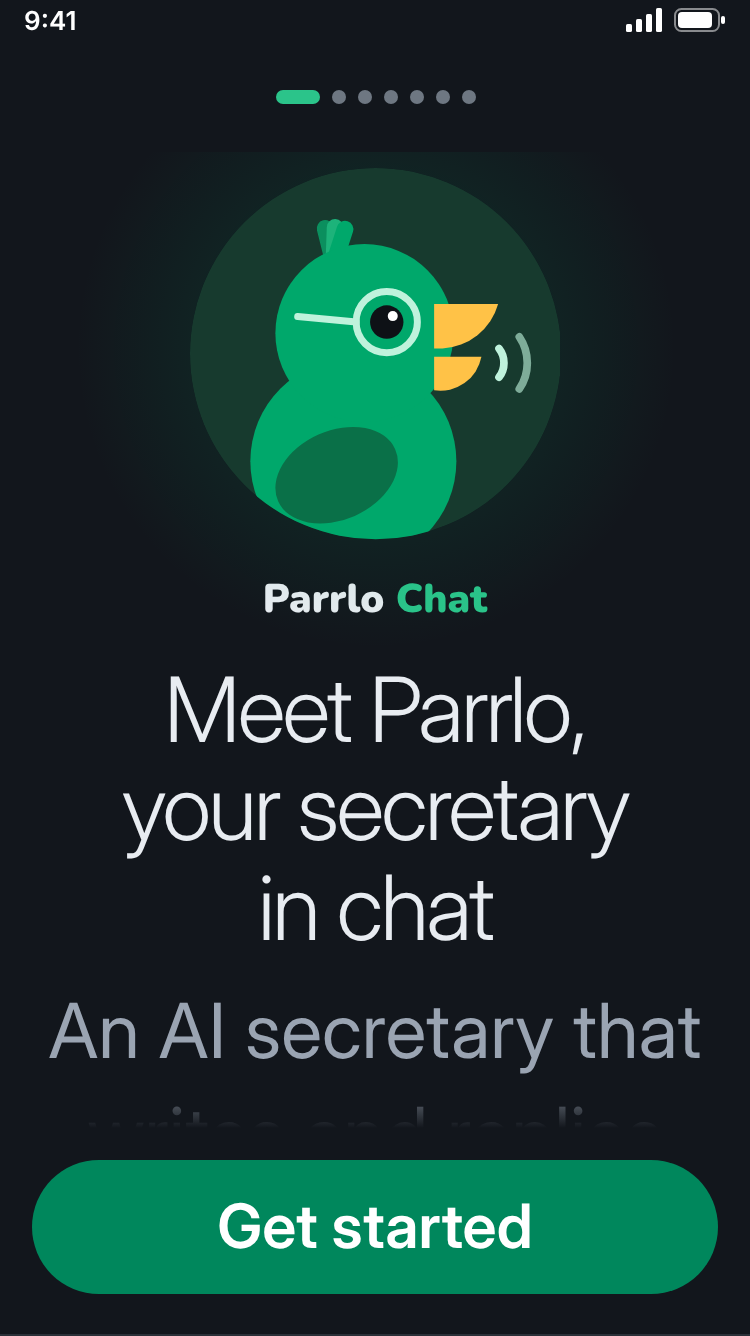 9:41
Parrlo Chat
Meet Parrlo,
your secretary
in chat
An AI secretary that
Get started